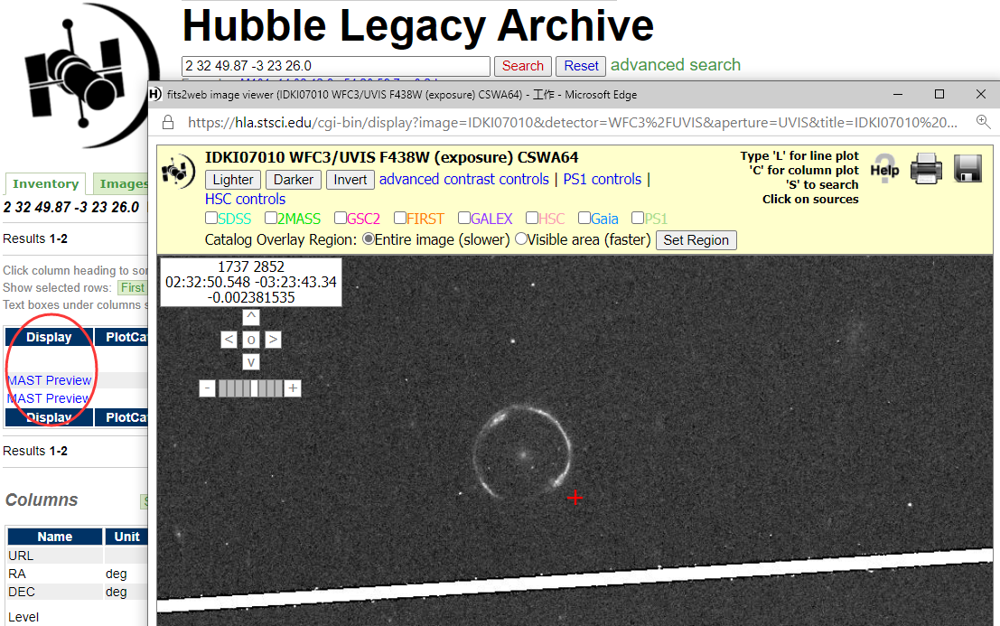 Hubble Legacy Archive
2 32 49.87 -3 23 26.0 Search Reset advanced search
fits2web image viewer (IDKI07010 WFC3/UVIS F438W (exposure) CSWA64) - 工作 - Microsoft Edge
https://hla.stsci.edu/cgi-bin/display?image=IDKI07010&detector=WFC3%2FUVIS&aperture=UVIS&title=IDKI07010%20...
IDKI07010 WFC3/UVIS F438W (exposure) CSWA64
Lighter Darker Invert advanced contrast controls | PS1 controls |
HSC controls
SDSS 2MASS GSC2 FIRST GALEX HSC Gaia PS1
Catalog Overlay Region: Entire image (slower) Visible area (faster) Set Region
Type 'L' for line plot
'C' for column plot
'S' to search
Click on sources
Help
1737 2852
02:32:50.548 -03:23:43.34
-0.002381535
^
< o >
v
- +
Inventory Images
2 32 49.87 -3 23 26.0
Results 1-2
Click column heading to sor
Show selected rows: First
Text boxes under columns s
Display PlotCat
MAST Preview
MAST Preview
Display PlotCat
Results 1-2
Columns
Name Unit
URL
RA deg
DEC deg
Level